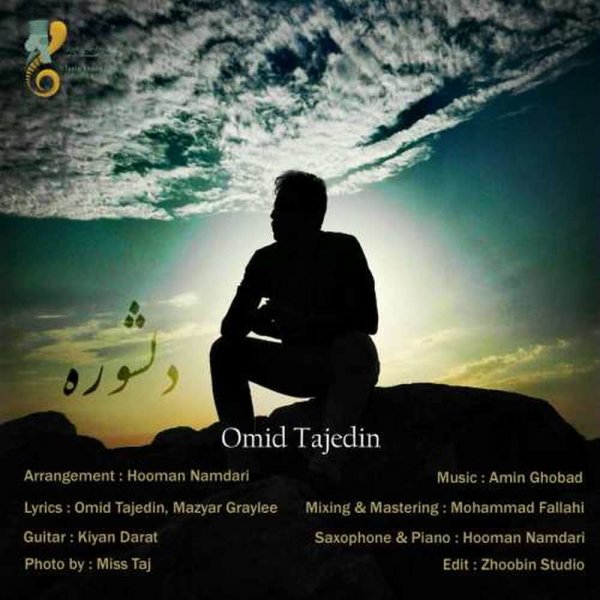 دلشوره
Omid Tajedin
Arrangement : Hooman Namdari
Music : Amin Ghobad
Lyrics : Omid Tajedin, Mazyar Graylee
Mixing & Mastering : Mohammad Fallahi
Guitar : Kiyan Darat
Saxophone & Piano : Hooman Namdari
Photo by : Miss Taj
Edit : Zhoobin Studio